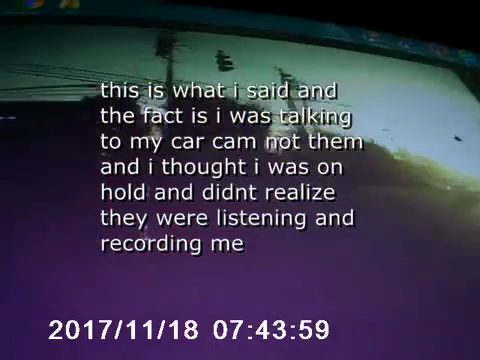 this is what i said and
the fact is i was talking
to my car cam not them
and i thought i was on
hold and didnt realize
they were listening and
recording me
2017/11/18 07:43:59